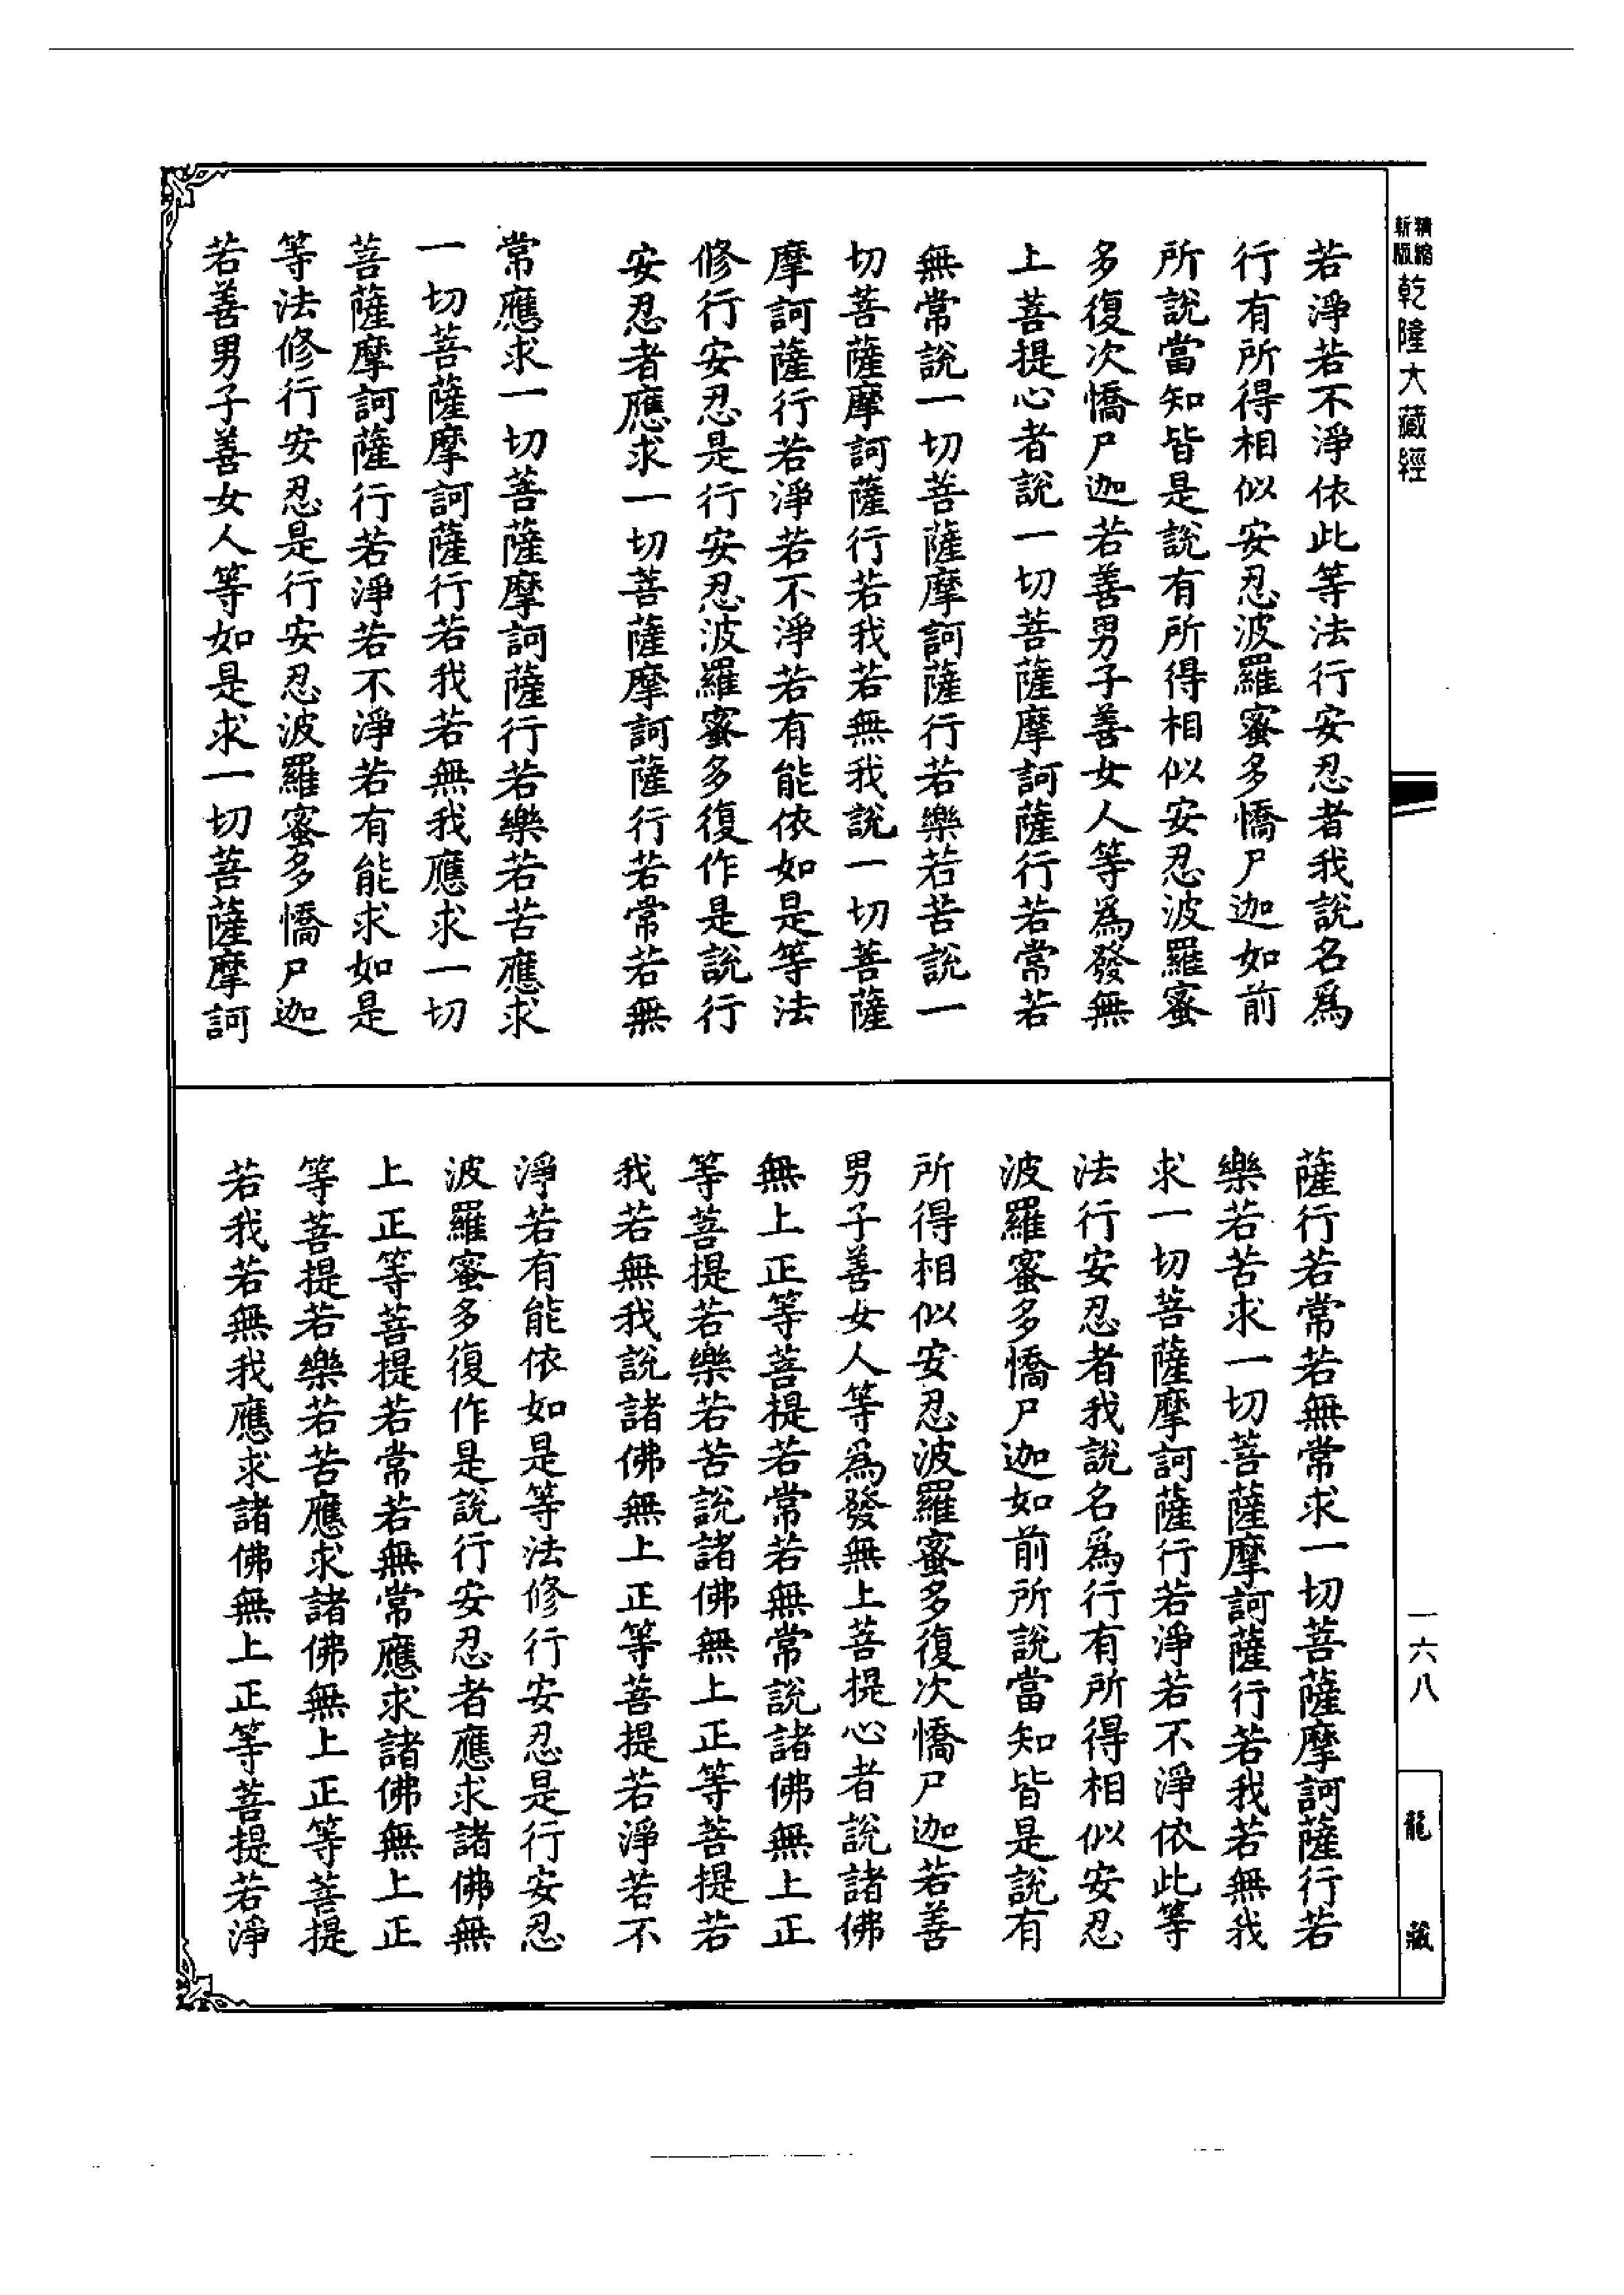 精縮新版乾隆大藏經
若淨若不淨依此等法行安忍者我說名爲
行有所得相似安忍波羅蜜多憍尸迦如前
所說當知皆是說有所得相似安忍波羅蜜
多復次憍尸迦若善男子善女人等爲發無
上菩提心者說一切菩薩摩訶薩行若常若
無常說一切菩薩摩訶薩行若樂若苦說一
切菩薩摩訶薩行若我若無我說一切菩薩
摩訶薩行若淨若不淨若有能依如是等法
修行安忍是行安忍波羅蜜多復作是說行
安忍者應求一切菩薩摩訶薩行若常若無
常應求一切菩薩摩訶薩行若樂若苦應求
一切菩薩摩訶薩行若我若無我應求一切
菩薩摩訶薩行若淨若不淨若有能求如是
等法修行安忍是行安忍波羅蜜多憍尸迦
若善男子善女人等如是求一切菩薩摩訶
薩行若常若無常求一切菩薩摩訶薩行若
樂若苦求一切菩薩摩訶薩行若我若無我
求一切菩薩摩訶薩行若淨若不淨依此等
法行安忍者我說名爲行有所得相似安忍
波羅蜜多憍尸迦如前所說當知皆是說有
所得相似安忍波羅蜜多復次憍尸迦若善
男子善女人等爲發無上菩提心者說諸佛
無上正等菩提若常若無常說諸佛無上正
等菩提若樂若苦說諸佛無上正等菩提若
我若無我說諸佛無上正等菩提若淨若不
淨若有能依如是等法修行安忍是行安忍
波羅蜜多復作是說行安忍者應求諸佛無
上正等菩提若常若無常應求諸佛無上正
等菩提若樂若苦應求諸佛無上正等菩提
若我若無我應求諸佛無上正等菩提若淨
一六八
龍藏